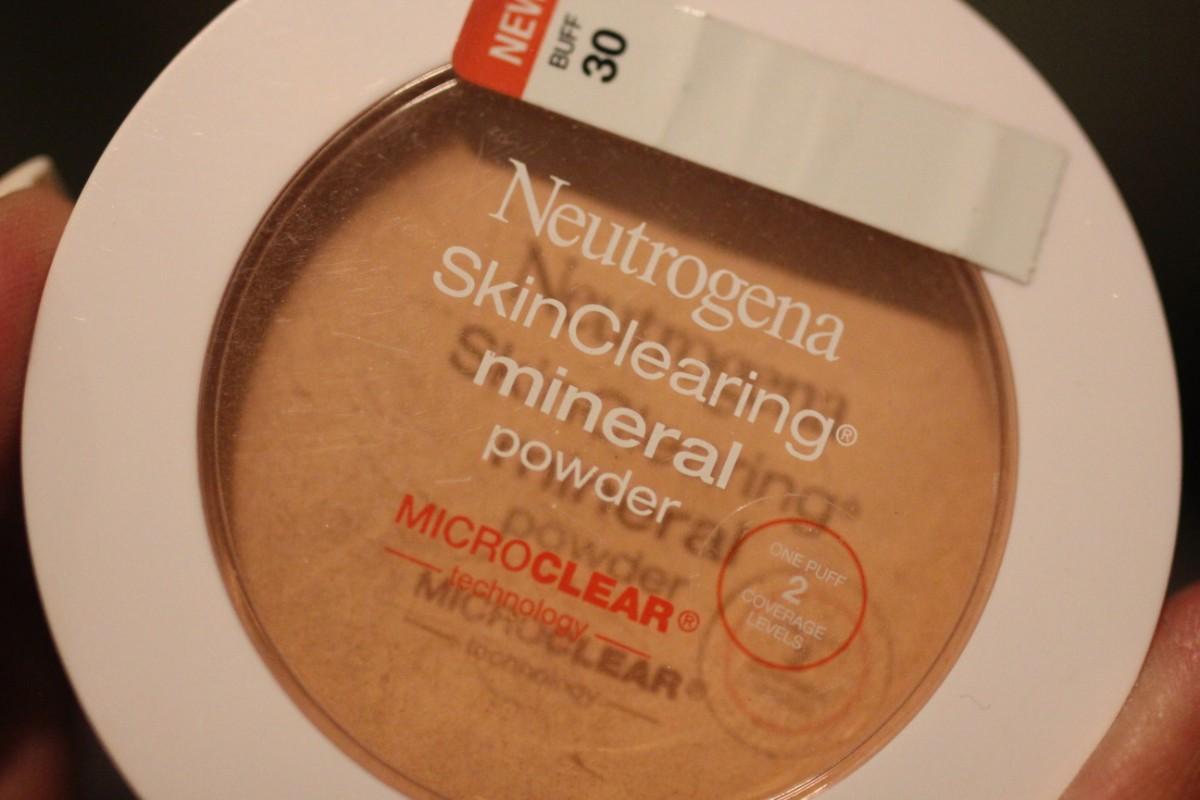 NEW
BUFF
30
Neutrogena
SkinClearing®
mineral
powder
MICROCLEAR®
technology
ONE PUFF
2
COVERAGE
LEVELS